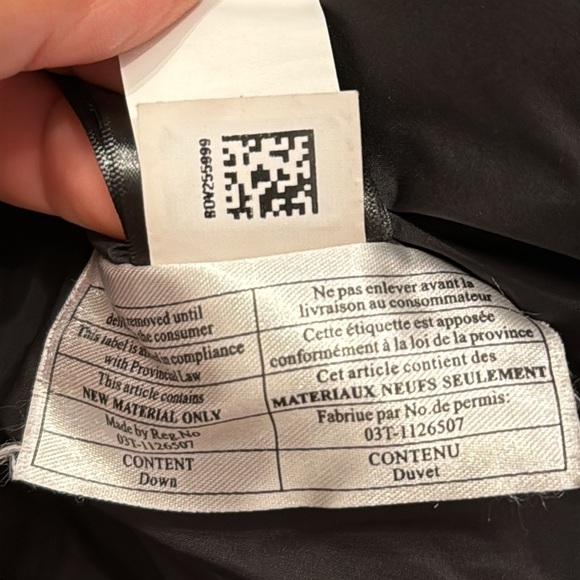 BOV255999
removed until
the consumer
This label is in compliance
with Provincial Law
This article contains
NEW MATERIAL ONLY
Made by Reg.No
03T-1126507
CONTENT
Down
Ne pas enlever avant la
livraison au consommateur
Cette étiquette est apposée
conformément à la loi de la province
Cet article contient des
MATERIAUX NEUFS SEULEMENT
Fabriue par No.de permis:
03T-1126507
CONTENU
Duvet